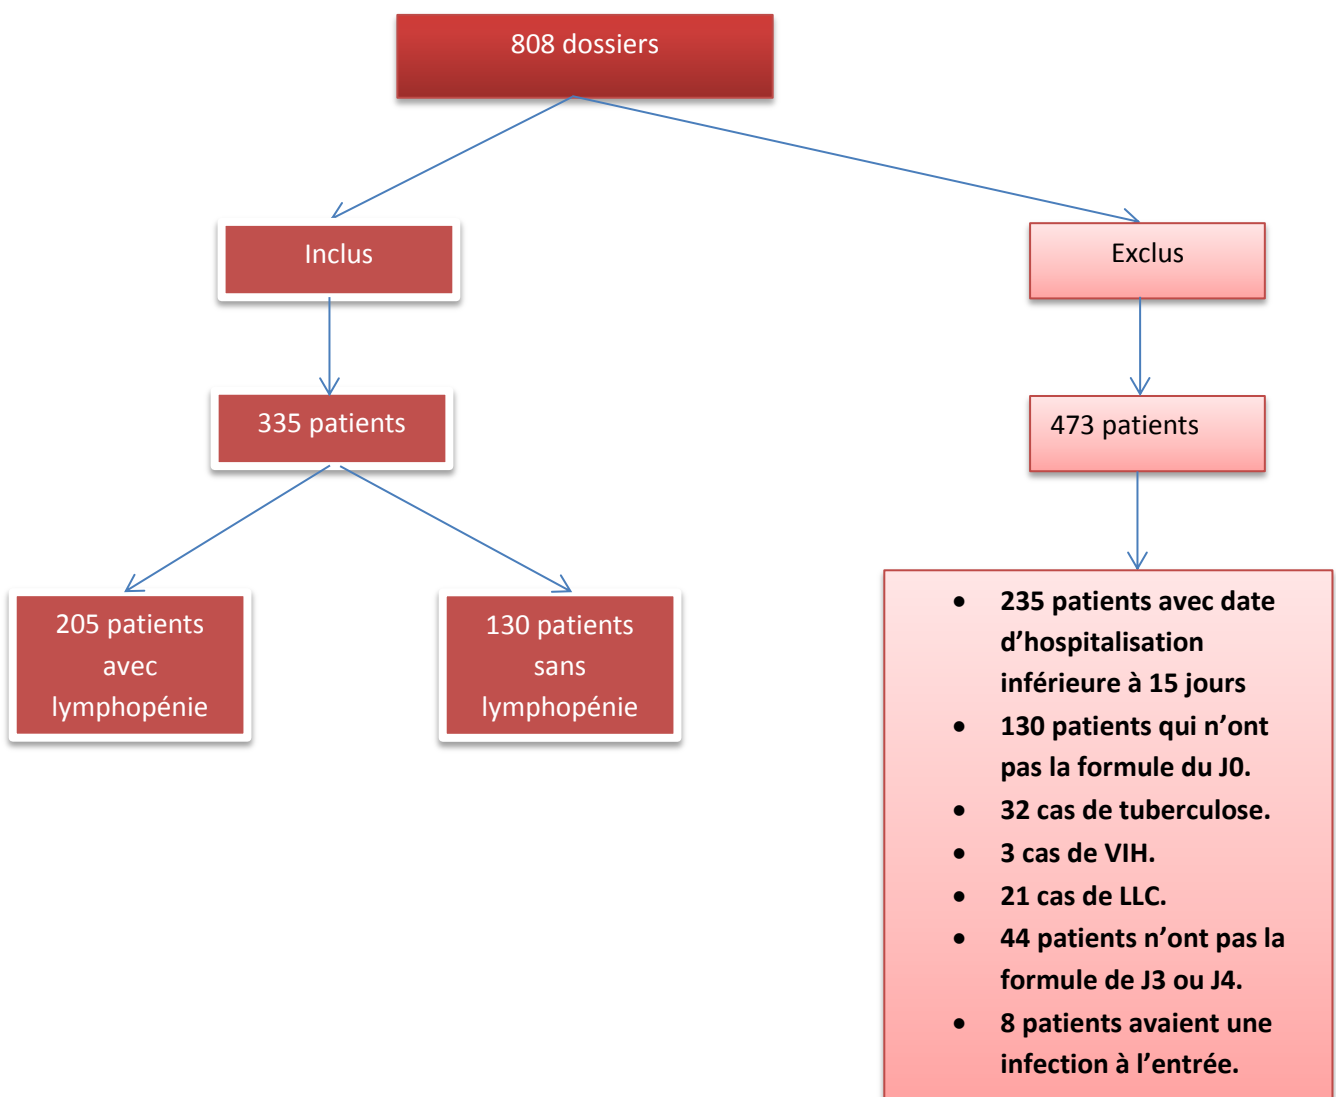 808 dossiers
Inclus
Exclus
335 patients
473 patients
205 patients
avec
lymphopénie
130 patients
sans
lymphopénie
• 235 patients avec date
d’hospitalisation
inférieure à 15 jours
• 130 patients qui n’ont
pas la formule du J0.
• 32 cas de tuberculose.
• 3 cas de VIH.
• 21 cas de LLC.
• 44 patients n’ont pas la
formule de J3 ou J4.
• 8 patients avaient une
infection à l’entrée.